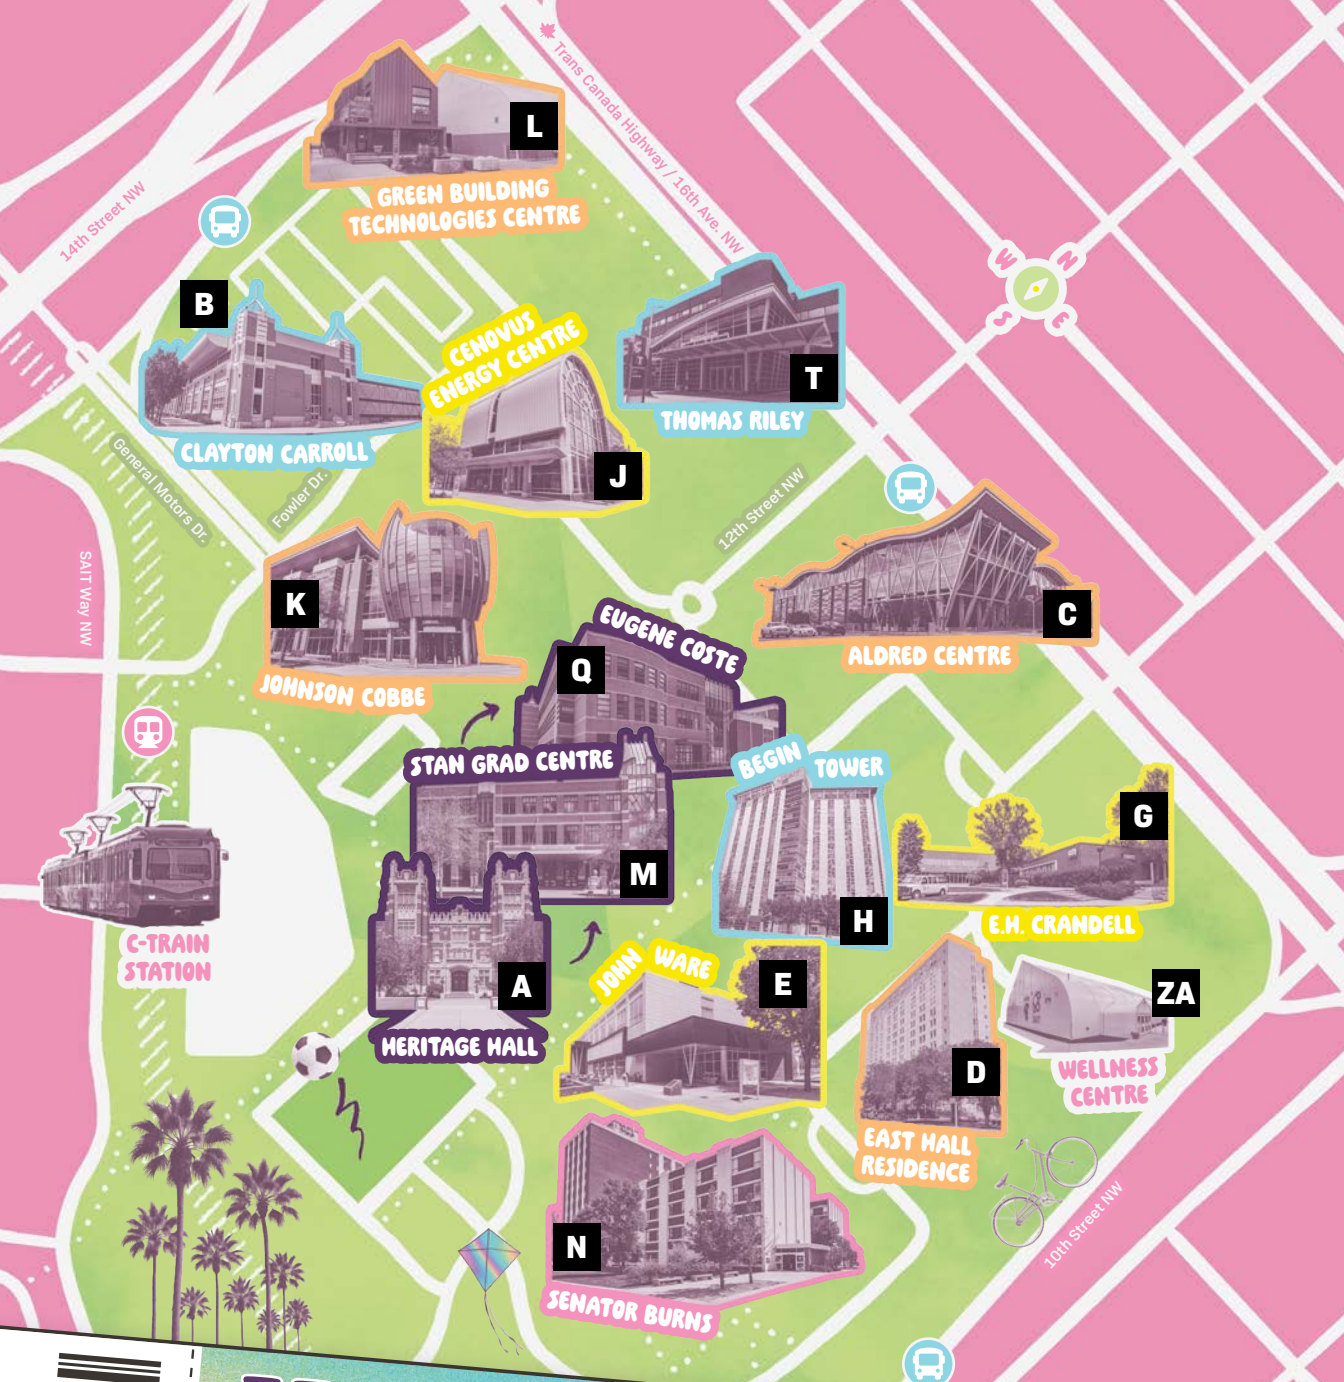 Trans Canada Highway / 16th Ave. NW
14th Street NW
L
GREEN BUILDING
TECHNOLOGIES CENTRE
W
N
S
E
B
CLAYTON CARROLL
CENOVUS
ENERGY CENTRE
J
T
THOMAS RILEY
General Motors Dr.
Fowler Dr.
12th Street NW
SAIT Way NW
K
JOHNSON COBBE
C
ALDRED CENTRE
EUGENE COSTE
Q
STAN GRAD CENTRE
M
BEGIN TOWER
H
G
E.H. CRANDELL
C-TRAIN
STATION
A
HERITAGE HALL
JOHN WARE
E
D
EAST HALL
RESIDENCE
ZA
WELLNESS
CENTRE
N
SENATOR BURNS
10th Street NW